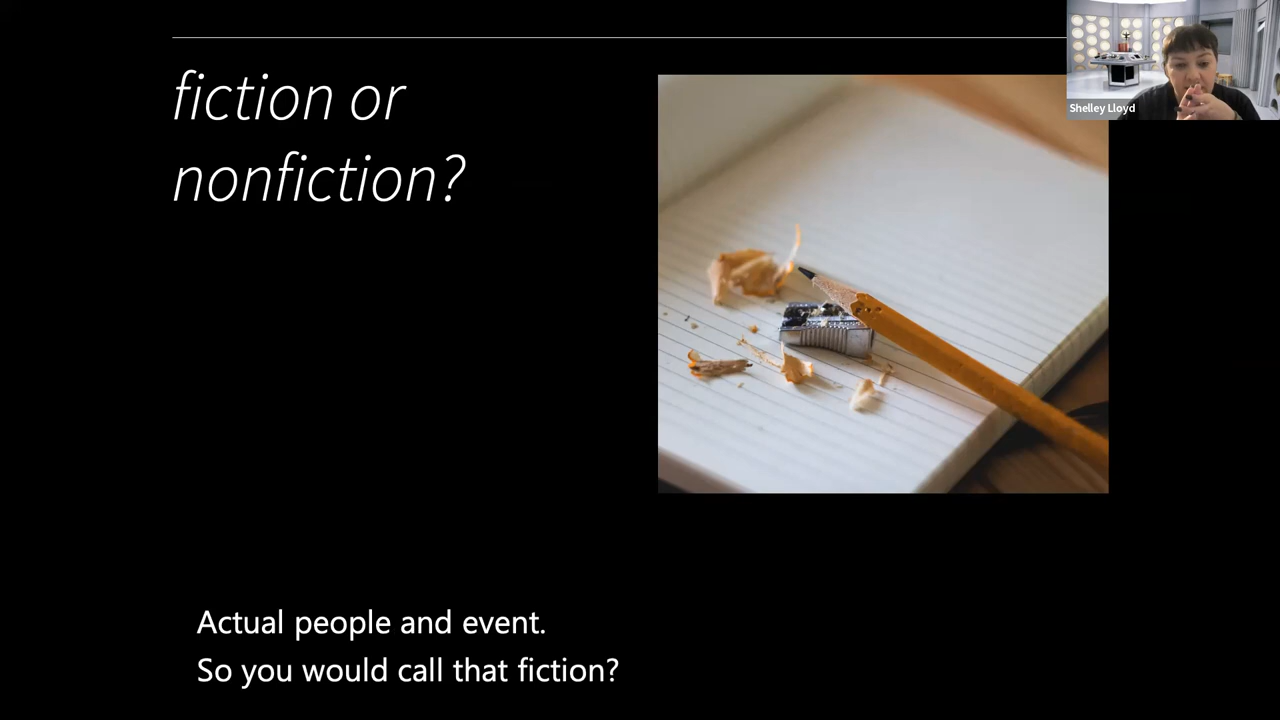 fiction or
nonfiction?
Shelley Lloyd
Actual people and event.
So you would call that fiction?